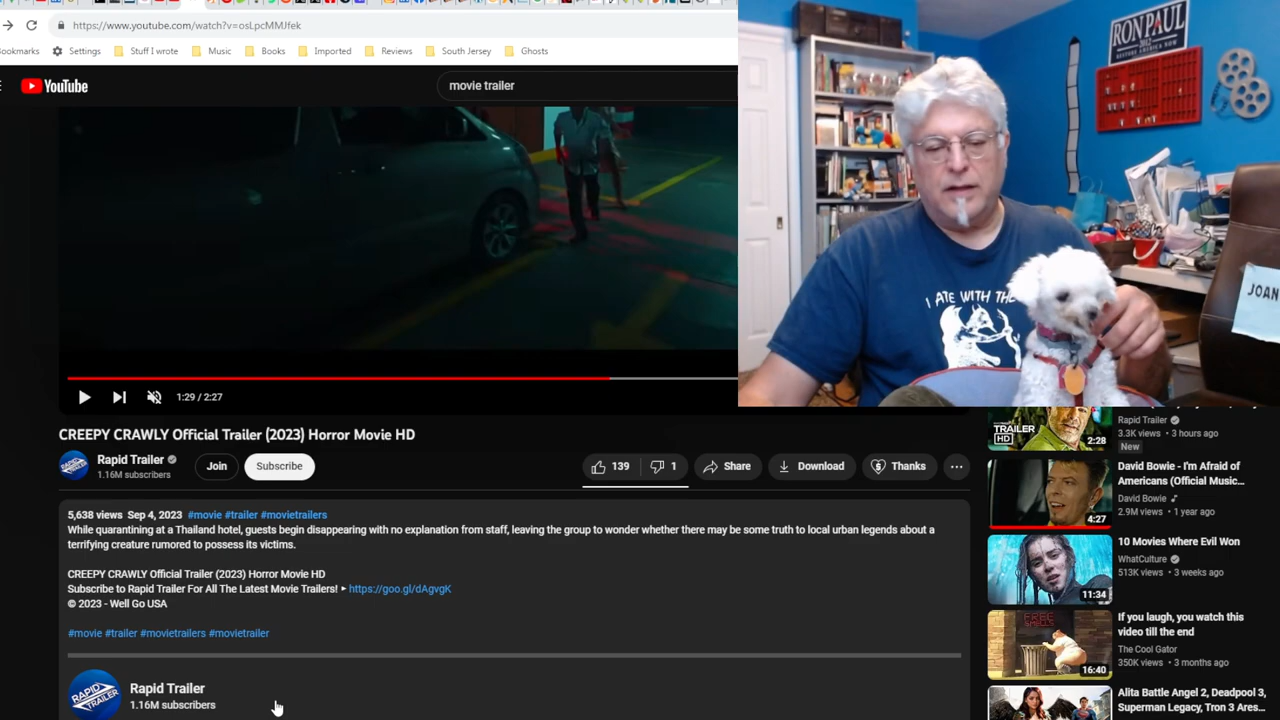 https://www.youtube.com/watch?v=osLpcMMJfek
ookmarks Settings Stuff I wrote Music Books Imported Reviews South Jersey Ghosts
YouTube
movie trailer
RON PAUL
2012
RESTORE AMERICA NOW
I ATE WITH THE
JOAN
1:29 / 2:27
CREEPY CRAWLY Official Trailer (2023) Horror Movie HD
Rapid Trailer
1.16M subscribers
Join
Subscribe
139
1
Share
Download
Thanks
5,638 views Sep 4, 2023 #movie #trailer #movietrailers
While quarantining at a Thailand hotel, guests begin disappearing with no explanation from staff, leaving the group to wonder whether there may be some truth to local urban legends about a
terrifying creature rumored to possess its victims.
CREEPY CRAWLY Official Trailer (2023) Horror Movie HD
Subscribe to Rapid Trailer For All The Latest Movie Trailers! ► https://goo.gl/dAgvgK
© 2023 - Well Go USA
#movie #trailer #movietrailers #movietrailer
RAPID TRAILER
Rapid Trailer
1.16M subscribers
TRAILER
HD
2:28
Rapid Trailer
3.3K views • 3 hours ago
New
4:27
David Bowie - I'm Afraid of
Americans (Official Music...
David Bowie
2.9M views • 1 year ago
11:34
10 Movies Where Evil Won
WhatCulture
513K views • 3 weeks ago
FREE
SMELLS
16:40
If you laugh, you watch this
video till the end
The Cool Gator
350K views • 3 months ago
Alita Battle Angel 2, Deadpool 3,
Superman Legacy, Tron 3 Ares...